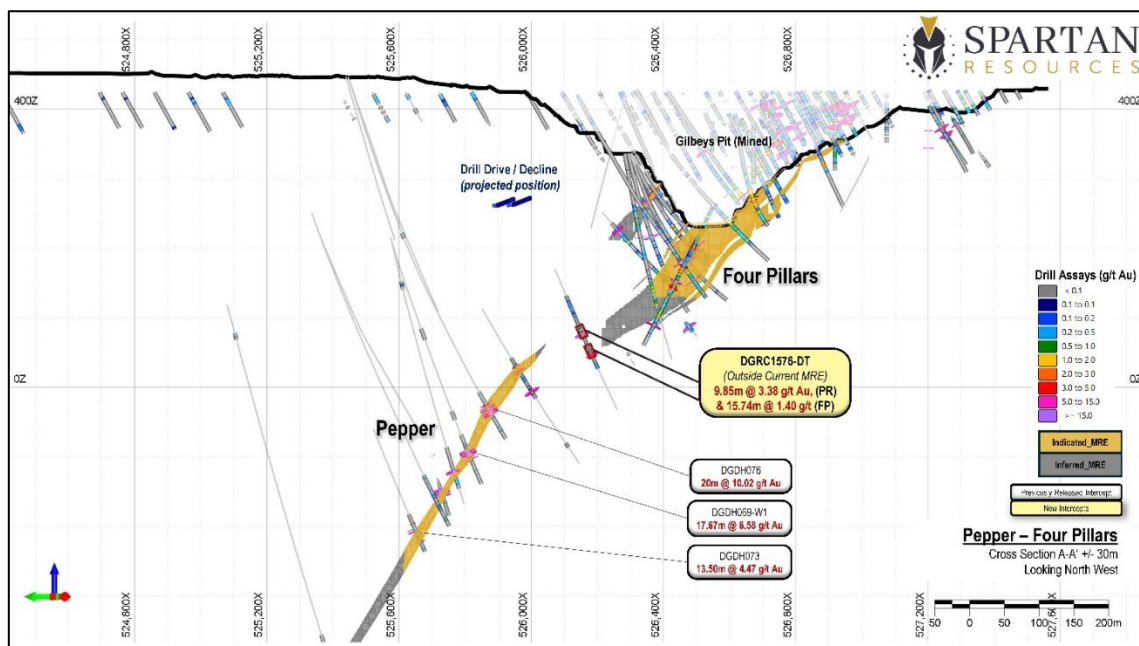 524,800X
525,200X
525,600X
526,000X
526,400X
526,800X
SPARTAN
RESOURCES
400Z
400Z
Gilbeys Pit (Mined)
Drill Drive / Decline
(projected position)
Four Pillars
Drill Assays (g/t Au)
< 0.1
0.1 to 0.1
0.1 to 0.2
0.2 to 0.5
0.5 to 1.0
1.0 to 2.0
2.0 to 3.0
3.0 to 5.0
5.0 to 15.0
>= 15.0
DGRC1576-DT
(Outside Current MRE)
9.85m @ 3.38 g/t Au, (PR)
& 15.74m @ 1.40 g/t (FP)
0Z
0Z
Pepper
Indicated_MRE
Inferred_MRE
Previously Released Intercept
New Intercepts
DGDH076
20m @ 10.02 g/t Au
DGDH069-W1
17.67m @ 6.58 g/t Au
DGDH073
13.50m @ 4.47 g/t Au
Pepper – Four Pillars
Cross Section A-A' +/- 30m
Looking North West
50 0 50 100 150 200m
524,800X
525,200X
525,600X
526,000X
526,400X
526,800X
527,200X
527,600X